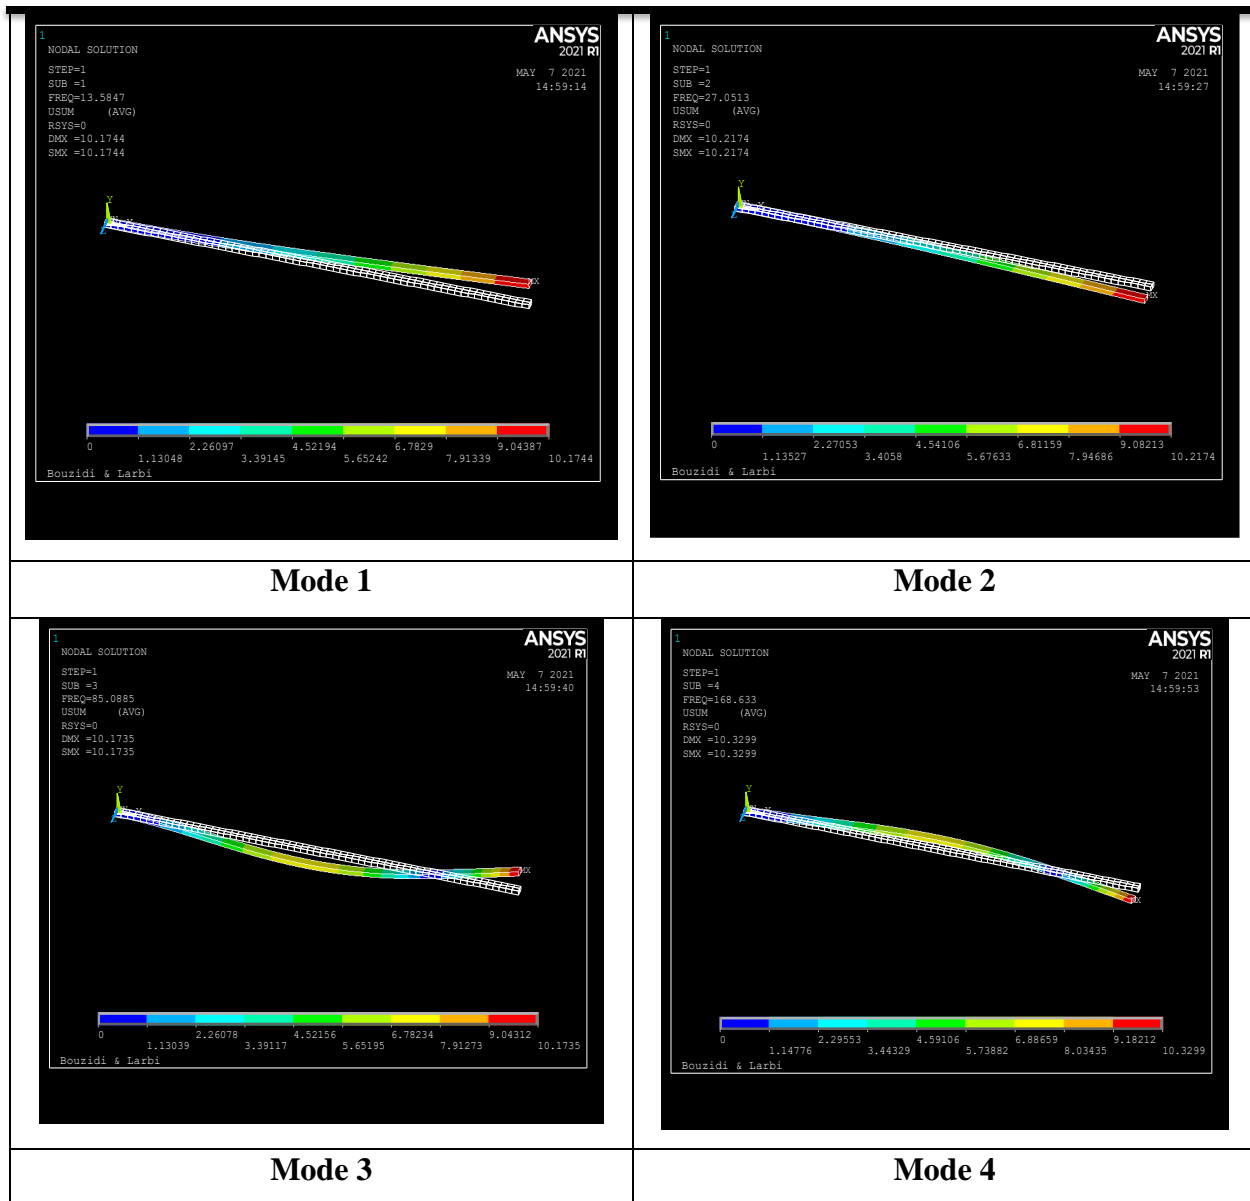 1
ANSYS
2021 R1
NODAL SOLUTION
STEP=1
SUB =1
FREQ=13.5847
USUM (AVG)
RSYS=0
DMX =10.1744
SMX =10.1744
MAY 7 2021
14:59:14
Y
Z
X
MX
0
1.13048
2.26097
3.39145
4.52194
5.65242
6.7829
7.91339
9.04387
10.1744
Bouzidi & Larbi
Mode 1
1
ANSYS
2021 R1
NODAL SOLUTION
STEP=1
SUB =2
FREQ=27.0513
USUM (AVG)
RSYS=0
DMX =10.2174
SMX =10.2174
MAY 7 2021
14:59:27
Y
Z
X
MX
0
1.13527
2.27053
3.4058
4.54106
5.67633
6.81159
7.94686
9.08213
10.2174
Bouzidi & Larbi
Mode 2
1
ANSYS
2021 R1
NODAL SOLUTION
STEP=1
SUB =3
FREQ=85.0885
USUM (AVG)
RSYS=0
DMX =10.1735
SMX =10.1735
MAY 7 2021
14:59:40
Y
Z
X
MX
0
1.13039
2.26078
3.39117
4.52156
5.65195
6.78234
7.91273
9.04312
10.1735
Bouzidi & Larbi
Mode 3
1
ANSYS
2021 R1
NODAL SOLUTION
STEP=1
SUB =4
FREQ=168.633
USUM (AVG)
RSYS=0
DMX =10.3299
SMX =10.3299
MAY 7 2021
14:59:53
Y
Z
X
MX
0
1.14776
2.29553
3.44329
4.59106
5.73882
6.88659
8.03435
9.18212
10.3299
Bouzidi & Larbi
Mode 4